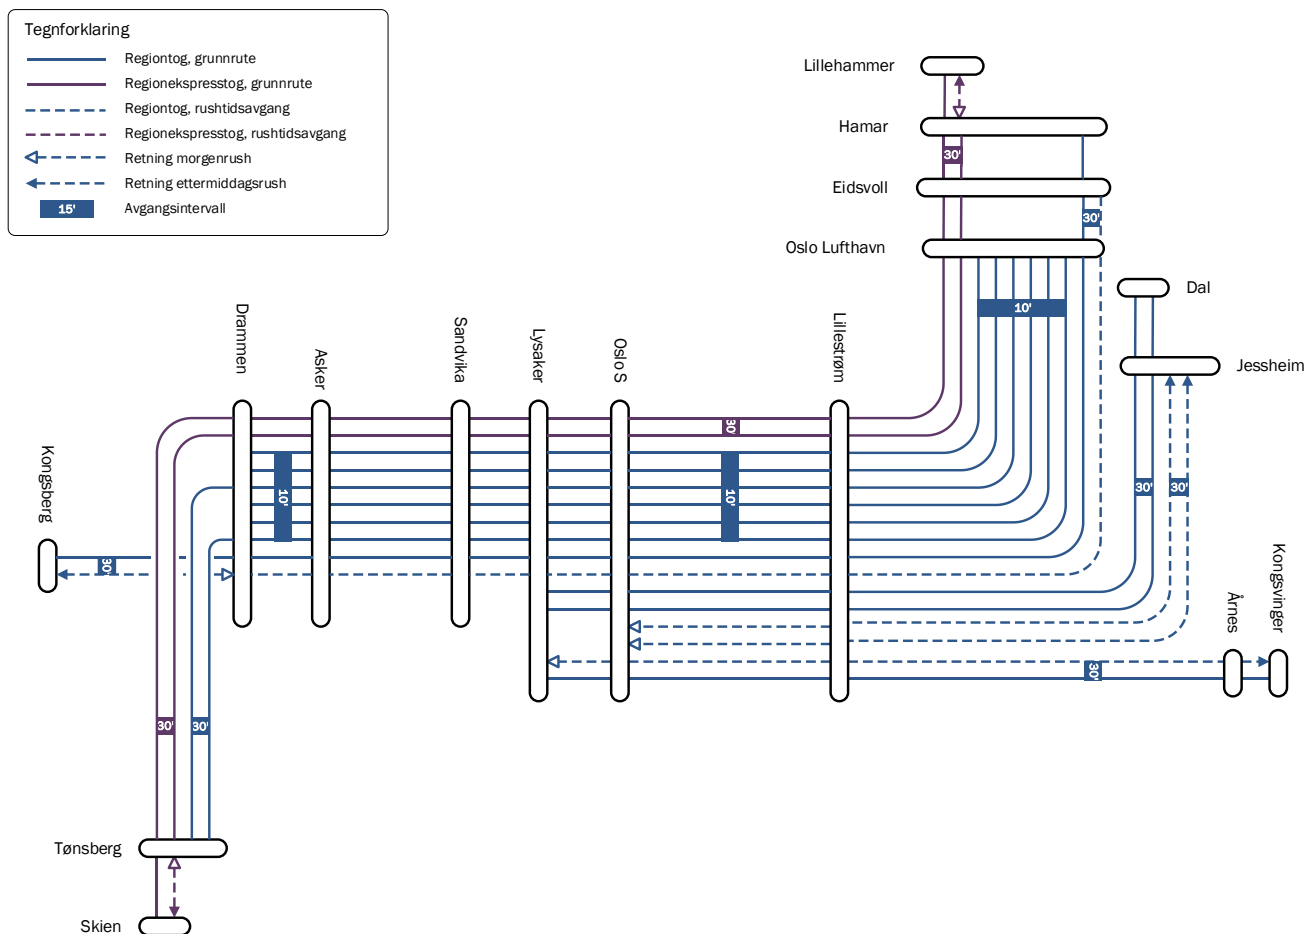 Tegnforklaring
Regiontog, grunnrute
Regionekspresstog, grunnrute
Regiontog, rushtidsavgang
Regionekspresstog, rushtidsavgang
Retning morgenrush
Retning ettermiddagsrush
15'
Avgangsintervall
Lillehammer
Hamar
30'
Eidsvoll
30'
Oslo Lufthavn
10'
Dal
Jessheim
Drammen
Asker
Sandvika
Lysaker
Oslo S
Lillestrøm
30'
10'
10'
30'
30'
Kongsberg
30'
Årnes
Kongsvinger
30'
30'
30'
Tønsberg
Skien